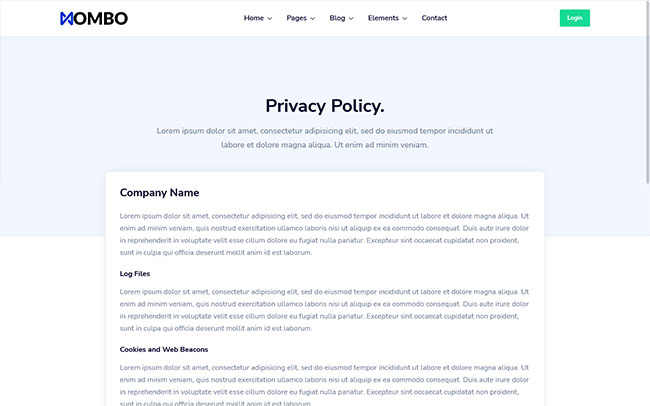 MOMBO
Home
Pages
Blog
Elements
Contact
Login
Privacy Policy.
Lorem ipsum dolor sit amet, consectetur adipisicing elit, sed do eiusmod tempor incididunt ut
labore et dolore magna aliqua. Ut enim ad minim veniam.
Company Name
Lorem ipsum dolor sit amet, consectetur adipisicing elit, sed do eiusmod tempor incididunt ut labore et dolore magna aliqua. Ut
enim ad minim veniam, quis nostrud exercitation ullamco laboris nisi ut aliquip ex ea commodo consequat. Duis aute irure dolor
in reprehenderit in voluptate velit esse cillum dolore eu fugiat nulla pariatur. Excepteur sint occaecat cupidatat non proident,
sunt in culpa qui officia deserunt mollit anim id est laborum.
Log Files
Lorem ipsum dolor sit amet, consectetur adipisicing elit, sed do eiusmod tempor incididunt ut labore et dolore magna aliqua. Ut
enim ad minim veniam, quis nostrud exercitation ullamco laboris nisi ut aliquip ex ea commodo consequat. Duis aute irure dolor
in reprehenderit in voluptate velit esse cillum dolore eu fugiat nulla pariatur. Excepteur sint occaecat cupidatat non proident,
sunt in culpa qui officia deserunt mollit anim id est laborum.
Cookies and Web Beacons
Lorem ipsum dolor sit amet, consectetur adipisicing elit, sed do eiusmod tempor incididunt ut labore et dolore magna aliqua. Ut
enim ad minim veniam, quis nostrud exercitation ullamco laboris nisi ut aliquip ex ea commodo consequat. Duis aute irure dolor
in reprehenderit in voluptate velit esse cillum dolore eu fugiat nulla pariatur. Excepteur sint occaecat cupidatat non proident,
sunt in culpa qui officia deserunt mollit anim id est laborum.